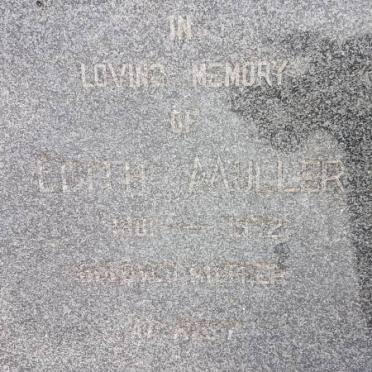 IN
LOVING MEMORY
OF
EDITH MULLER
1972
AT REST